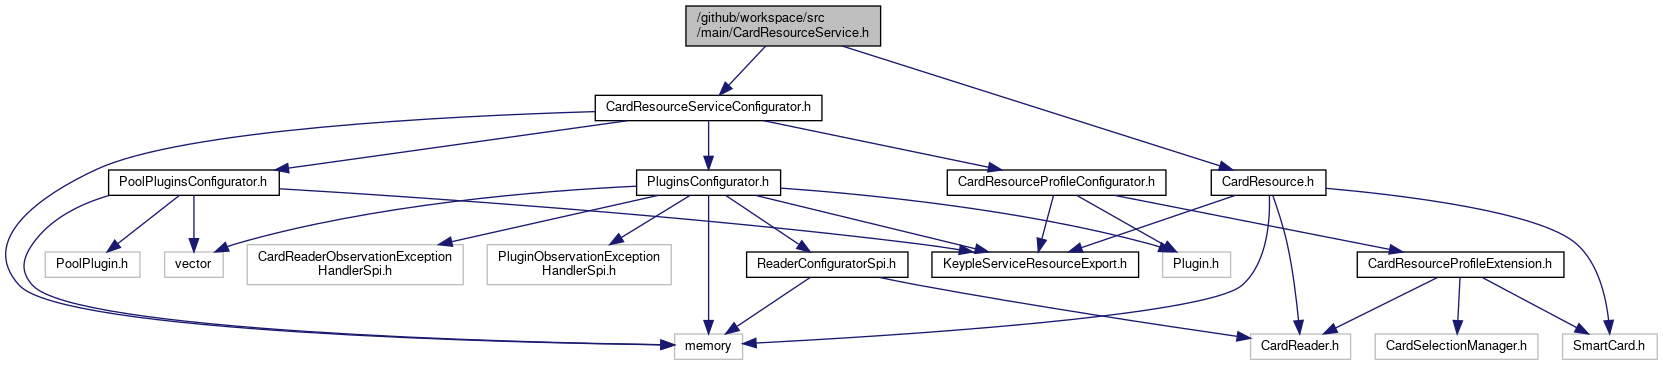 /github/workspace/src
/main/CardResourceService.h
CardResourceServiceConfigurator.h
PoolPluginsConfigurator.h
PluginsConfigurator.h
CardResourceProfileConfigurator.h
CardResource.h
PoolPlugin.h
vector
CardReaderObservationException
HandlerSpi.h
PluginObservationException
HandlerSpi.h
ReaderConfiguratorSpi.h
KeypleServiceResourceExport.h
Plugin.h
CardResourceProfileExtension.h
memory
CardReader.h
CardSelectionManager.h
SmartCard.h